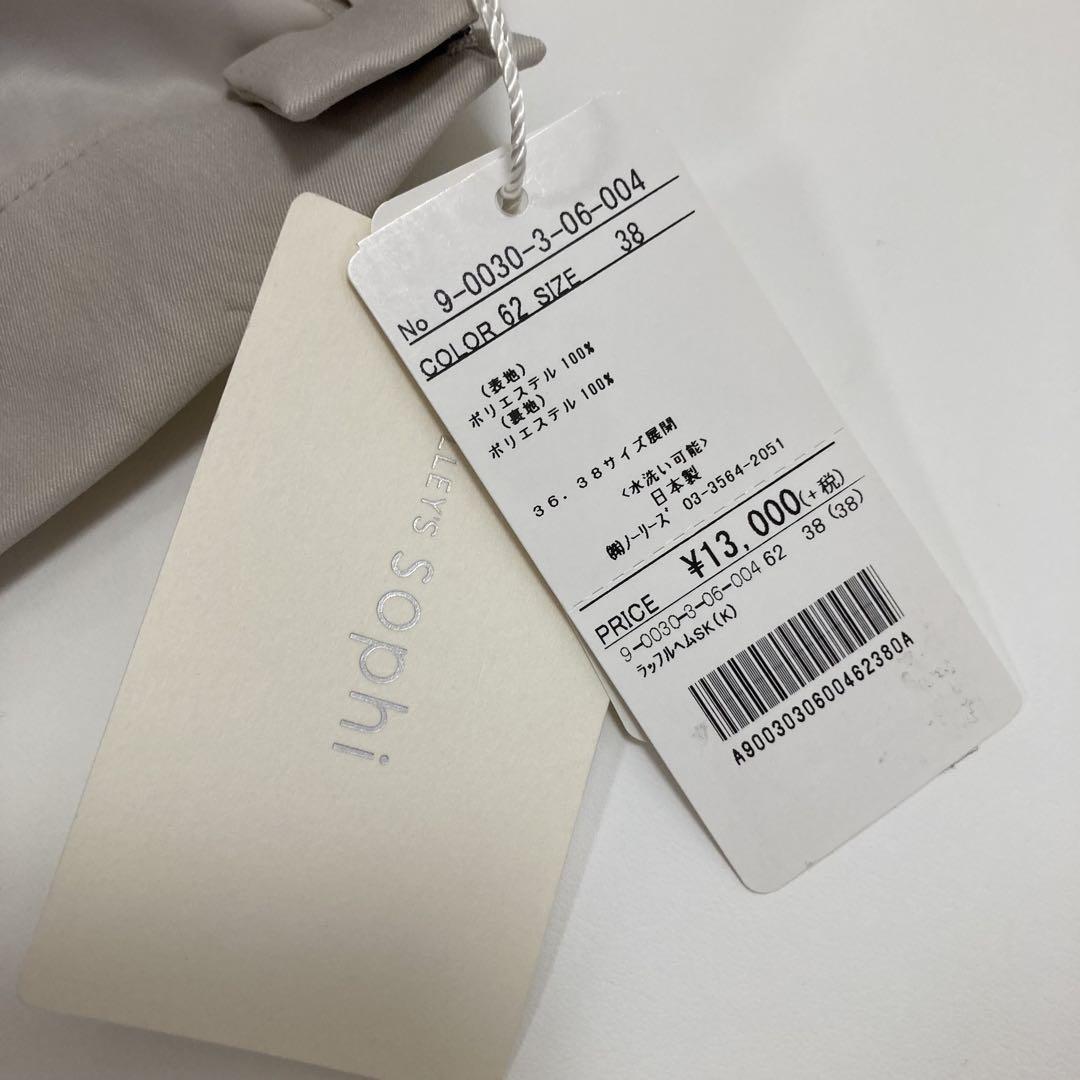 No 9-0030-3-06-004
COLOR 62 SIZE 38
(表地)
ポリエステル 100%
(裏地)
ポリエステル 100%
36．38サイズ展開
<水洗い可能>
日本製
㈱ノーリーズ 03-3564-2051
PRICE ¥13,000(+税)
9-0030-3-06-004 62 38 (38)
ラッフルヘムSK(K)
A90030300600462380A
LLEY'S
Sophi